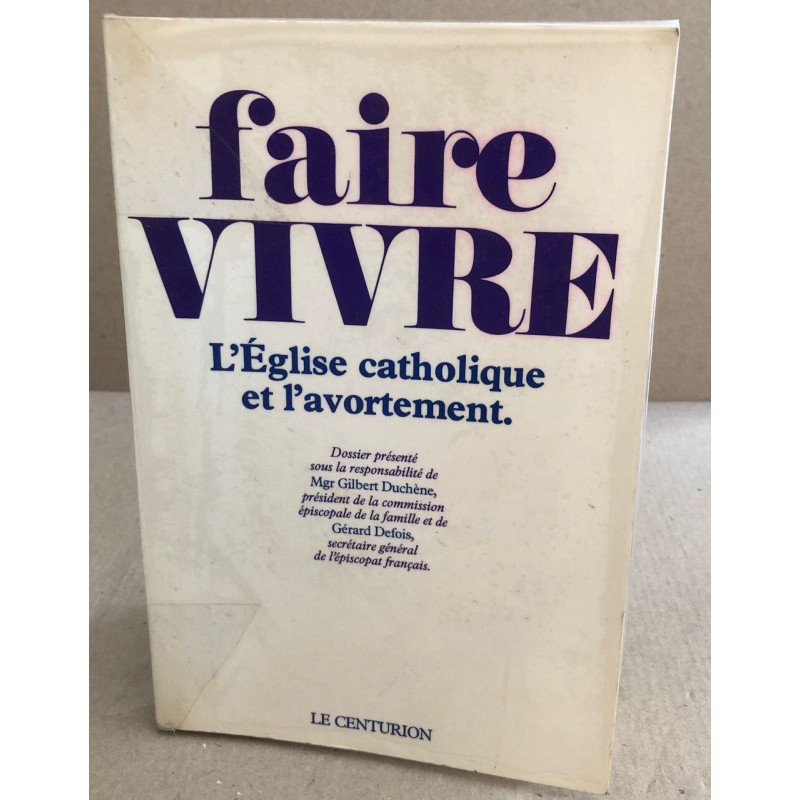 faire
VIVRE
L'Église catholique
et l'avortement.
Dossier présenté
sous la responsabilité de
Mgr Gilbert Duchène,
président de la commission
épiscopale de la famille et de
Gérard Defois,
secrétaire général
de l'épiscopat français.
LE CENTURION